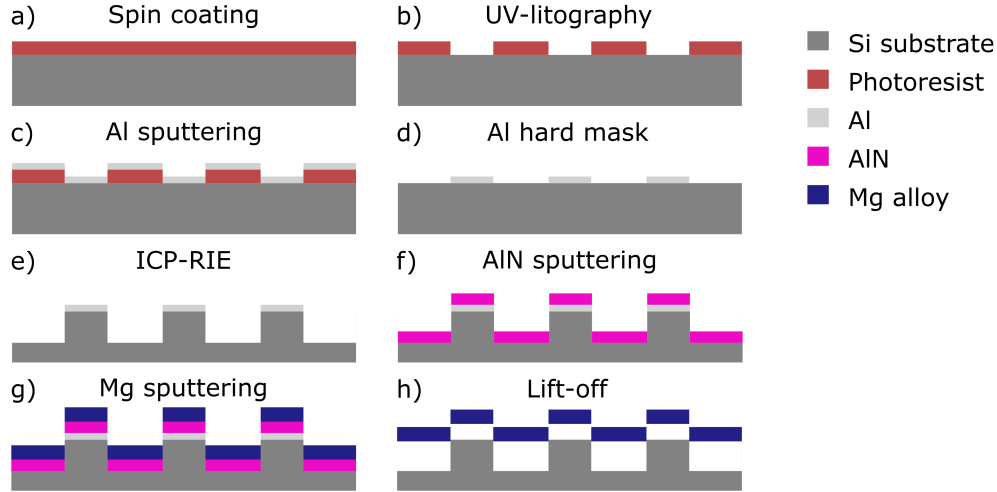 a) Spin coating
b) UV-litography
c) Al sputtering
d) Al hard mask
e) ICP-RIE
f) AlN sputtering
g) Mg sputtering
h) Lift-off
Si substrate
Photoresist
Al
AlN
Mg alloy